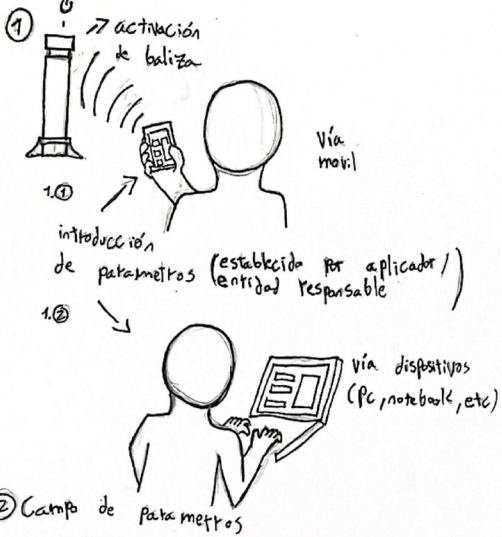 ① ↗ activación
de baliza
vía
movil
1.①
introducción
de parametros (establecido por aplicador /
entidad responsable)
1.②
vía dispositivos
(Pc, notebook, etc)
② Campo de parametros